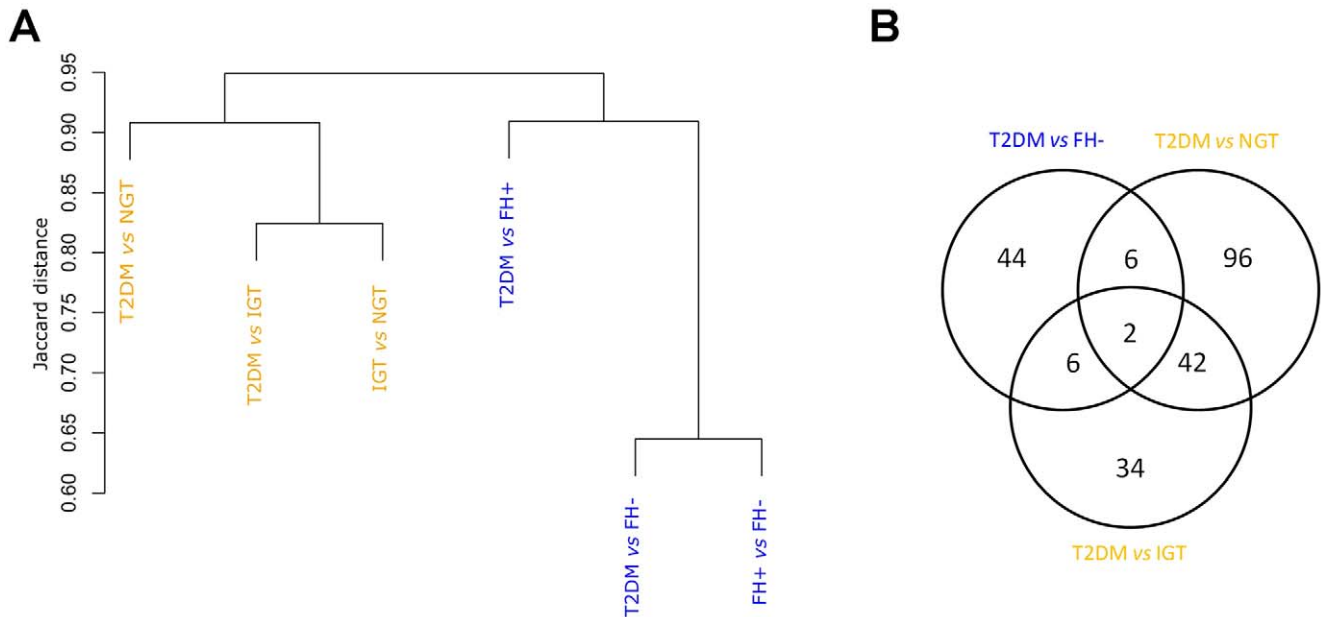 A
Jaccard distance
0.95
0.90
0.85
0.80
0.75
0.70
0.65
0.60
T2DM vs NGT
T2DM vs IGT
IGT vs NGT
T2DM vs FH+
T2DM vs FH-
FH+ vs FH-
B
T2DM vs FH-
T2DM vs NGT
44
6
96
2
6
42
34
T2DM vs IGT